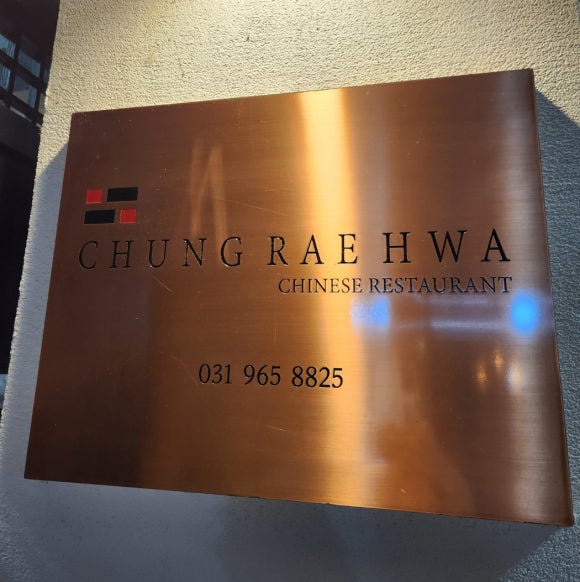 CHUNG RAE HWA
CHINESE RESTAURANT
031 965 8825